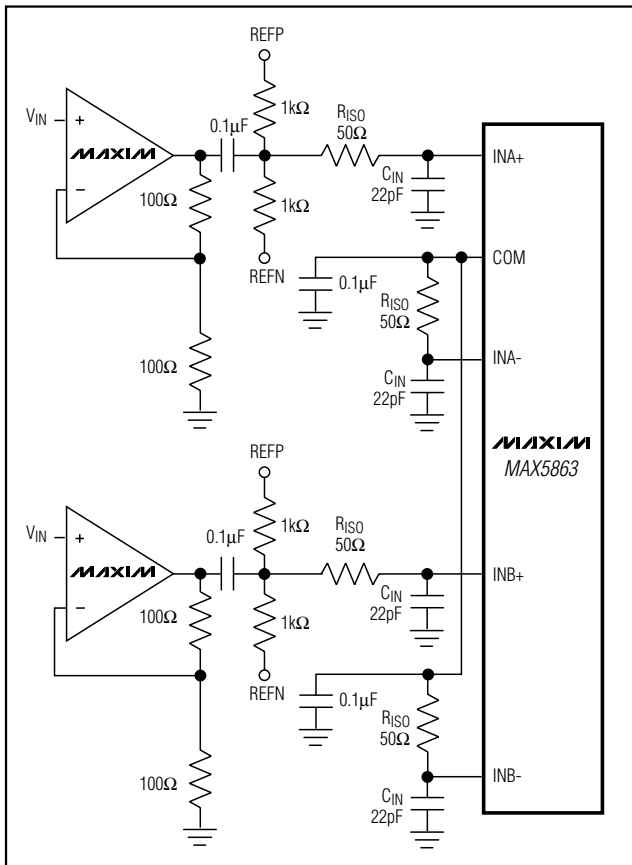 REFP
VIN
+
MAXIM
−
0.1μF
1kΩ
RISO
50Ω
INA+
CIN
22pF
100Ω
1kΩ
REFN
COM
0.1μF
RISO
50Ω
100Ω
INA-
CIN
22pF
MAXIM
MAX5863
REFP
VIN
+
MAXIM
−
0.1μF
1kΩ
RISO
50Ω
INB+
CIN
22pF
100Ω
1kΩ
REFN
0.1μF
RISO
50Ω
100Ω
INB-
CIN
22pF